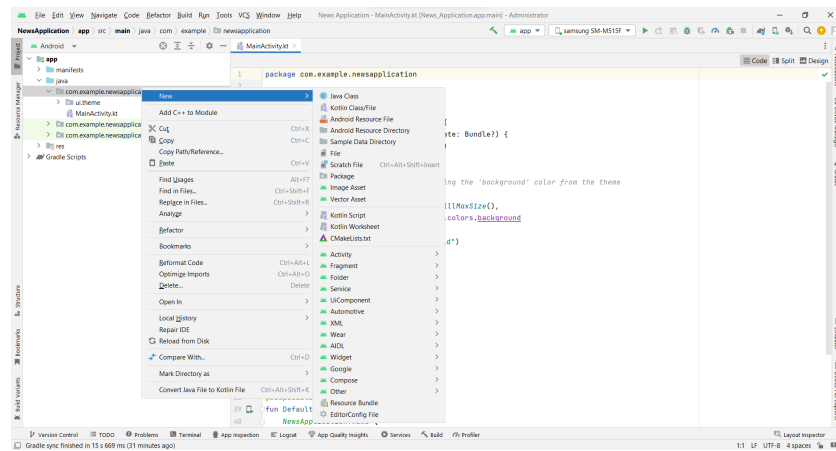 File Edit View Navigate Code Refactor Build Run Tools VCS Window Help News Application - MainActivity.kt [News_Application.app.main] - Administrator
NewsApplication app src main java com example newsapplication
app samsung SM-M515F
Android MainActivity.kt
Code Split Design
Project
Resource Manager
Structure
Bookmarks
Build Variants
app
manifests
java
com.example.newsapplica
ui.theme
MainActivity.kt
com.example.newsapplica
com.example.newsapplica
res
Gradle Scripts
New
Add C++ to Module
Cut Ctrl+X
Copy Ctrl+C
Copy Path/Reference...
Paste Ctrl+V
Find Usages Alt+F7
Find in Files... Ctrl+Shift+F
Replace in Files... Ctrl+Shift+R
Analyze
Refactor
Bookmarks
Reformat Code Ctrl+Alt+L
Optimize Imports Ctrl+Alt+O
Delete... Delete
Open In
Local History
Repair IDE
Reload from Disk
Compare With... Ctrl+D
Mark Directory as
Convert Java File to Kotlin File Ctrl+Alt+Shift+K
Java Class
Kotlin Class/File
Android Resource File
Android Resource Directory
Sample Data Directory
File
Scratch File Ctrl+Alt+Shift+Insert
Package
Image Asset
Vector Asset
Kotlin Script
Kotlin Worksheet
CMakeLists.txt
Activity
Fragment
Folder
Service
UiComponent
Automotive
XML
Wear
AIDL
Widget
Google
Compose
Other
Resource Bundle
EditorConfig File
1 package com.example.newsapplication
{
ate: Bundle?) {
ing the 'background' color from the theme
illMaxSize(),
.colors.background
.d")
39 fun Default
40
Version Control TODO Problems Terminal App Inspection Logcat App Quality Insights Services Build Profiler Layout Inspector
Gradle sync finished in 15 s 669 ms (31 minutes ago) 1:1 LF UTF-8 4 spaces